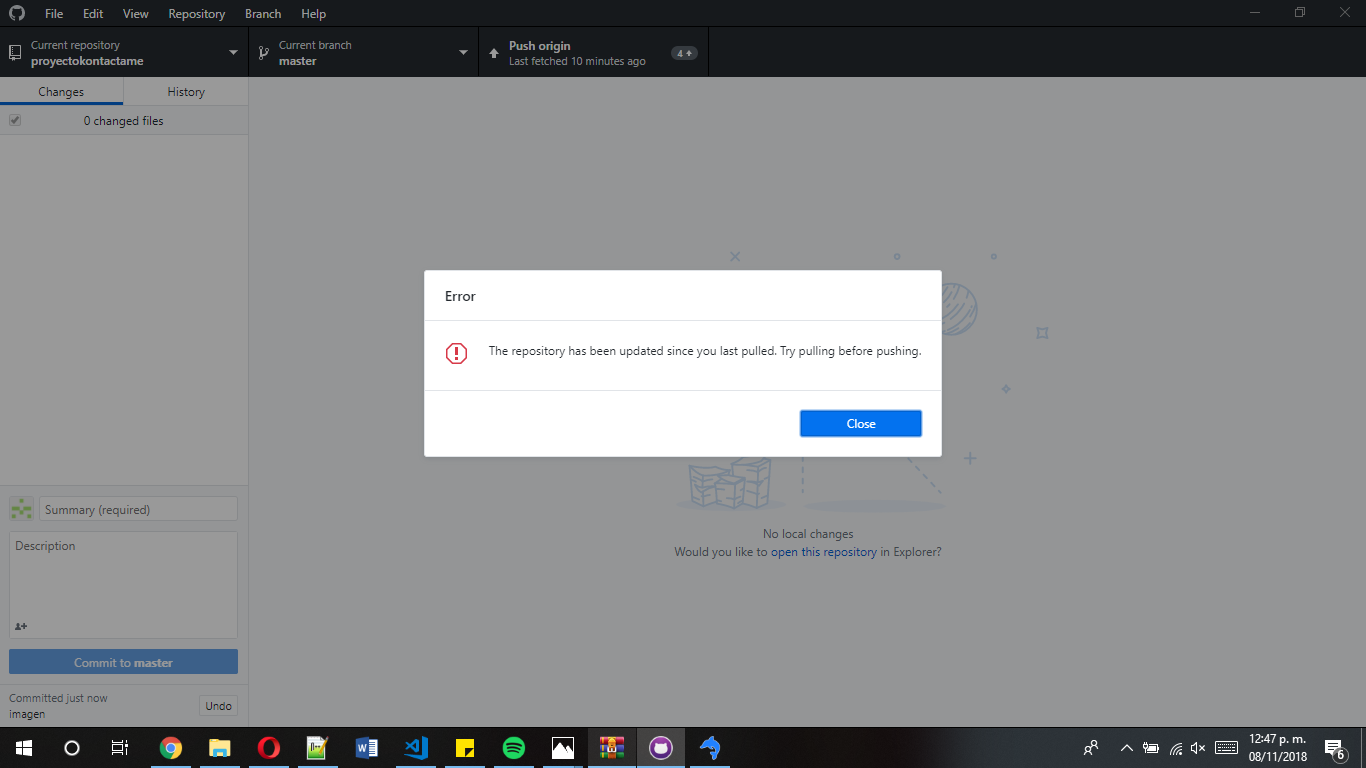 File Edit View Repository Branch Help
Current repository
proyectokontactame
Current branch
master
Push origin
Last fetched 10 minutes ago
4
Changes History
0 changed files
Error
The repository has been updated since you last pulled. Try pulling before pushing.
Close
No local changes
Would you like to open this repository in Explorer?
Summary (required)
Description
Commit to master
Committed just now
imagen
Undo
12:47 p. m.
08/11/2018
6